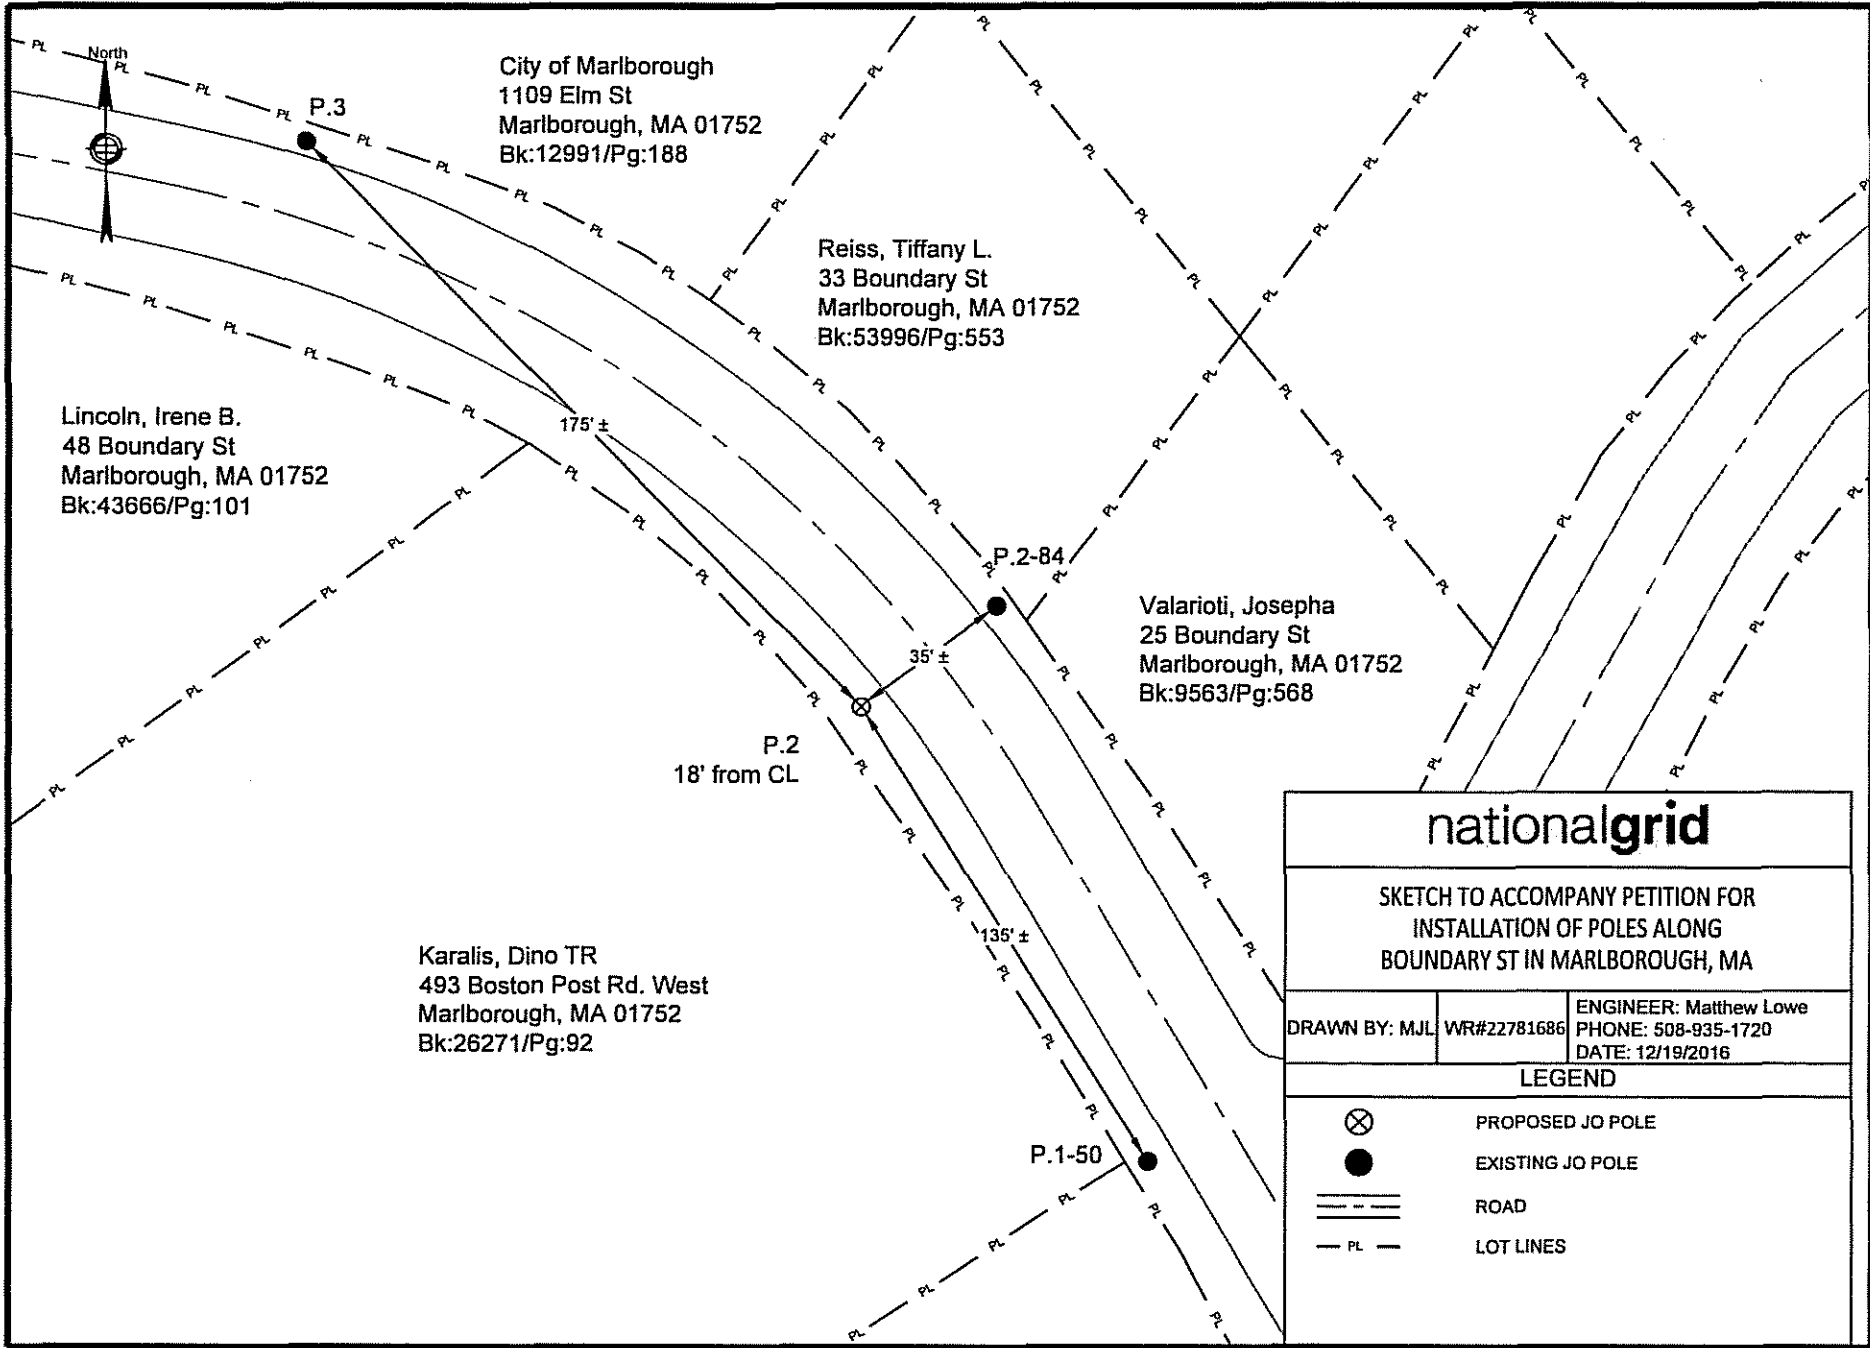 North
P.3
City of Marlborough
1109 Elm St
Marlborough, MA 01752
Bk:12991/Pg:188
Reiss, Tiffany L.
33 Boundary St
Marlborough, MA 01752
Bk:53996/Pg:553
Lincoln, Irene B.
48 Boundary St
Marlborough, MA 01752
Bk:43666/Pg:101
175' ±
P.2-84
35' ±
Valarioti, Josepha
25 Boundary St
Marlborough, MA 01752
Bk:9563/Pg:568
P.2
18' from CL
135' ±
Karalis, Dino TR
493 Boston Post Rd. West
Marlborough, MA 01752
Bk:26271/Pg:92
P.1-50
nationalgrid
SKETCH TO ACCOMPANY PETITION FOR
INSTALLATION OF POLES ALONG
BOUNDARY ST IN MARLBOROUGH, MA
DRAWN BY: MJL
WR#22781686
ENGINEER: Matthew Lowe
PHONE: 508-935-1720
DATE: 12/19/2016
LEGEND
PROPOSED JO POLE
EXISTING JO POLE
ROAD
PL
LOT LINES